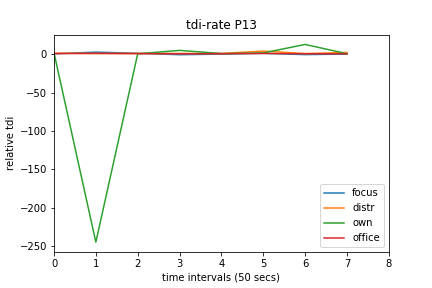 tdi-rate P13
relative tdi
0
−50
−100
−150
−200
−250
0 1 2 3 4 5 6 7 8
time intervals (50 secs)
focus
distr
own
office